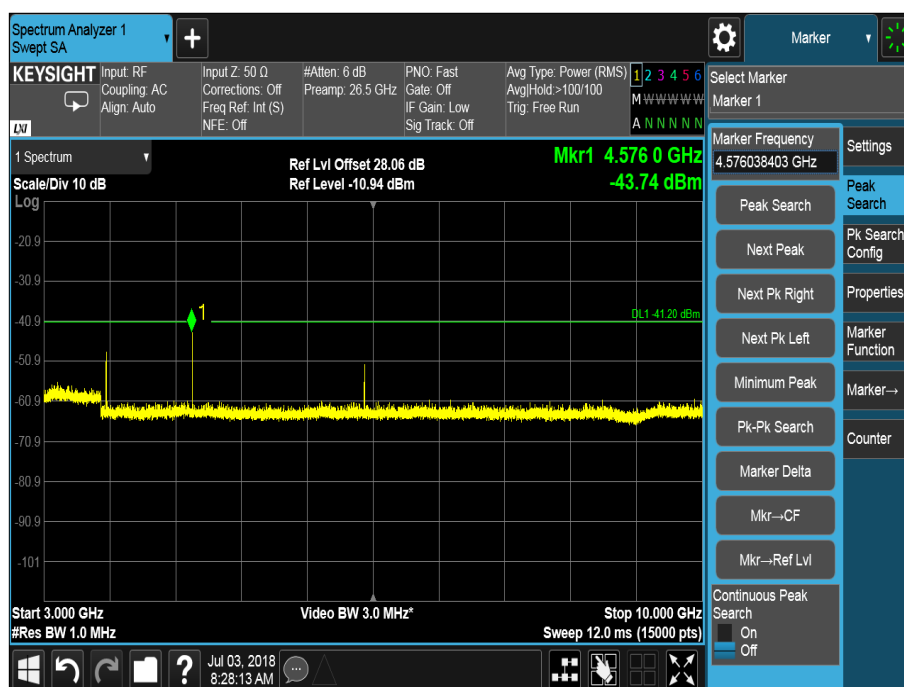 Spectrum Analyzer 1
Swept SA
Marker
KEYSIGHT
Input: RF
Coupling: AC
Align: Auto
Input Z: 50 Ω
Corrections: Off
Freq Ref: Int (S)
NFE: Off
#Atten: 6 dB
Preamp: 26.5 GHz
PNO: Fast
Gate: Off
IF Gain: Low
Sig Track: Off
Avg Type: Power (RMS)
Avg|Hold:>100/100
Trig: Free Run
1 2 3 4 5 6
M W W W W W
A N N N N N
LXI
Select Marker
Marker 1
1 Spectrum
Scale/Div 10 dB
Ref Lvl Offset 28.06 dB
Ref Level -10.94 dBm
Mkr1 4.576 0 GHz
-43.74 dBm
Log
-20.9
-30.9
-40.9
-50.9
-60.9
-70.9
-80.9
-90.9
-101
1
DL1 -41.20 dBm
Start 3.000 GHz
#Res BW 1.0 MHz
Video BW 3.0 MHz*
Stop 10.000 GHz
Sweep 12.0 ms (15000 pts)
Marker Frequency
4.576038403 GHz
Peak Search
Next Peak
Next Pk Right
Next Pk Left
Minimum Peak
Pk-Pk Search
Marker Delta
Mkr→CF
Mkr→Ref Lvl
Continuous Peak
Search
On
Off
Settings
Peak
Search
Pk Search
Config
Properties
Marker
Function
Marker→
Counter
?
Jul 03, 2018
8:28:13 AM